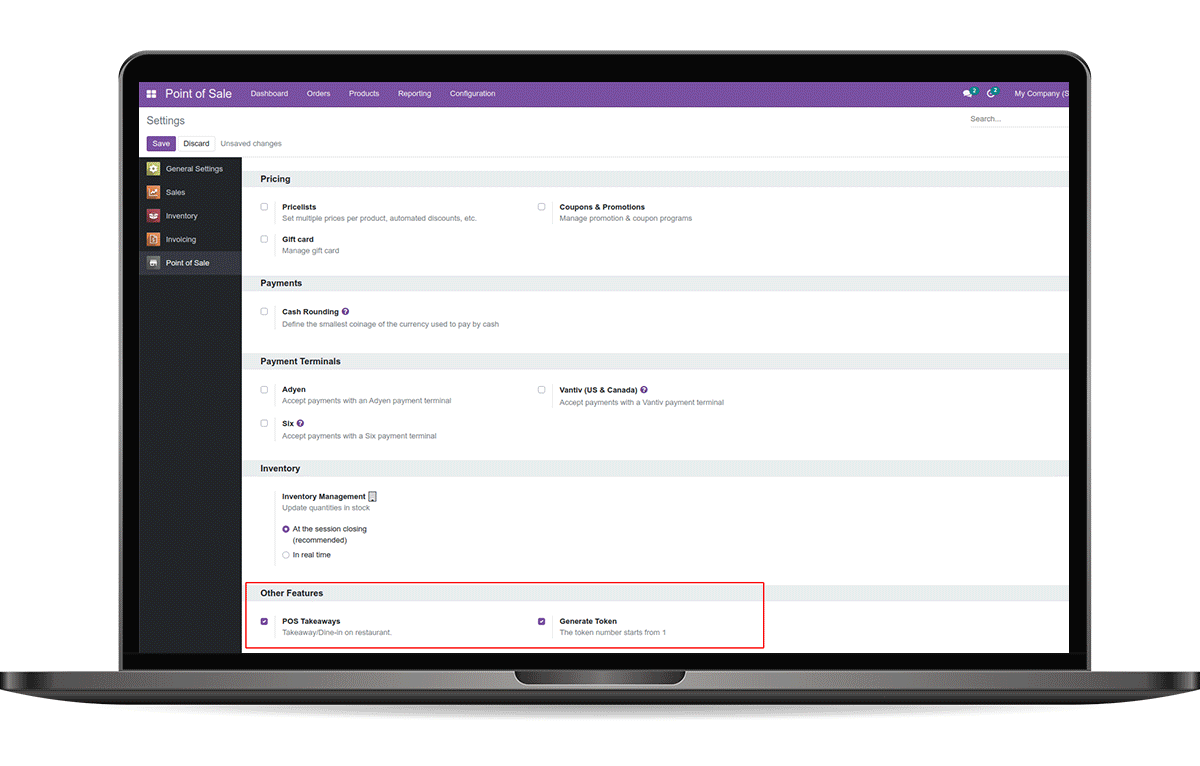 Point of Sale Dashboard Orders Products Reporting Configuration 2 2 My Company (S
Settings Search...
Save Discard Unsaved changes
General Settings
Sales
Inventory
Invoicing
Point of Sale
Pricing
Pricelists
Set multiple prices per product, automated discounts, etc.
Coupons & Promotions
Manage promotion & coupon programs
Gift card
Manage gift card
Payments
Cash Rounding ?
Define the smallest coinage of the currency used to pay by cash
Payment Terminals
Adyen
Accept payments with an Adyen payment terminal
Vantiv (US & Canada) ?
Accept payments with a Vantiv payment terminal
Six ?
Accept payments with a Six payment terminal
Inventory
Inventory Management
Update quantities in stock
At the session closing
(recommended)
In real time
Other Features
POS Takeaways
Takeaway/Dine-in on restaurant.
Generate Token
The token number starts from 1